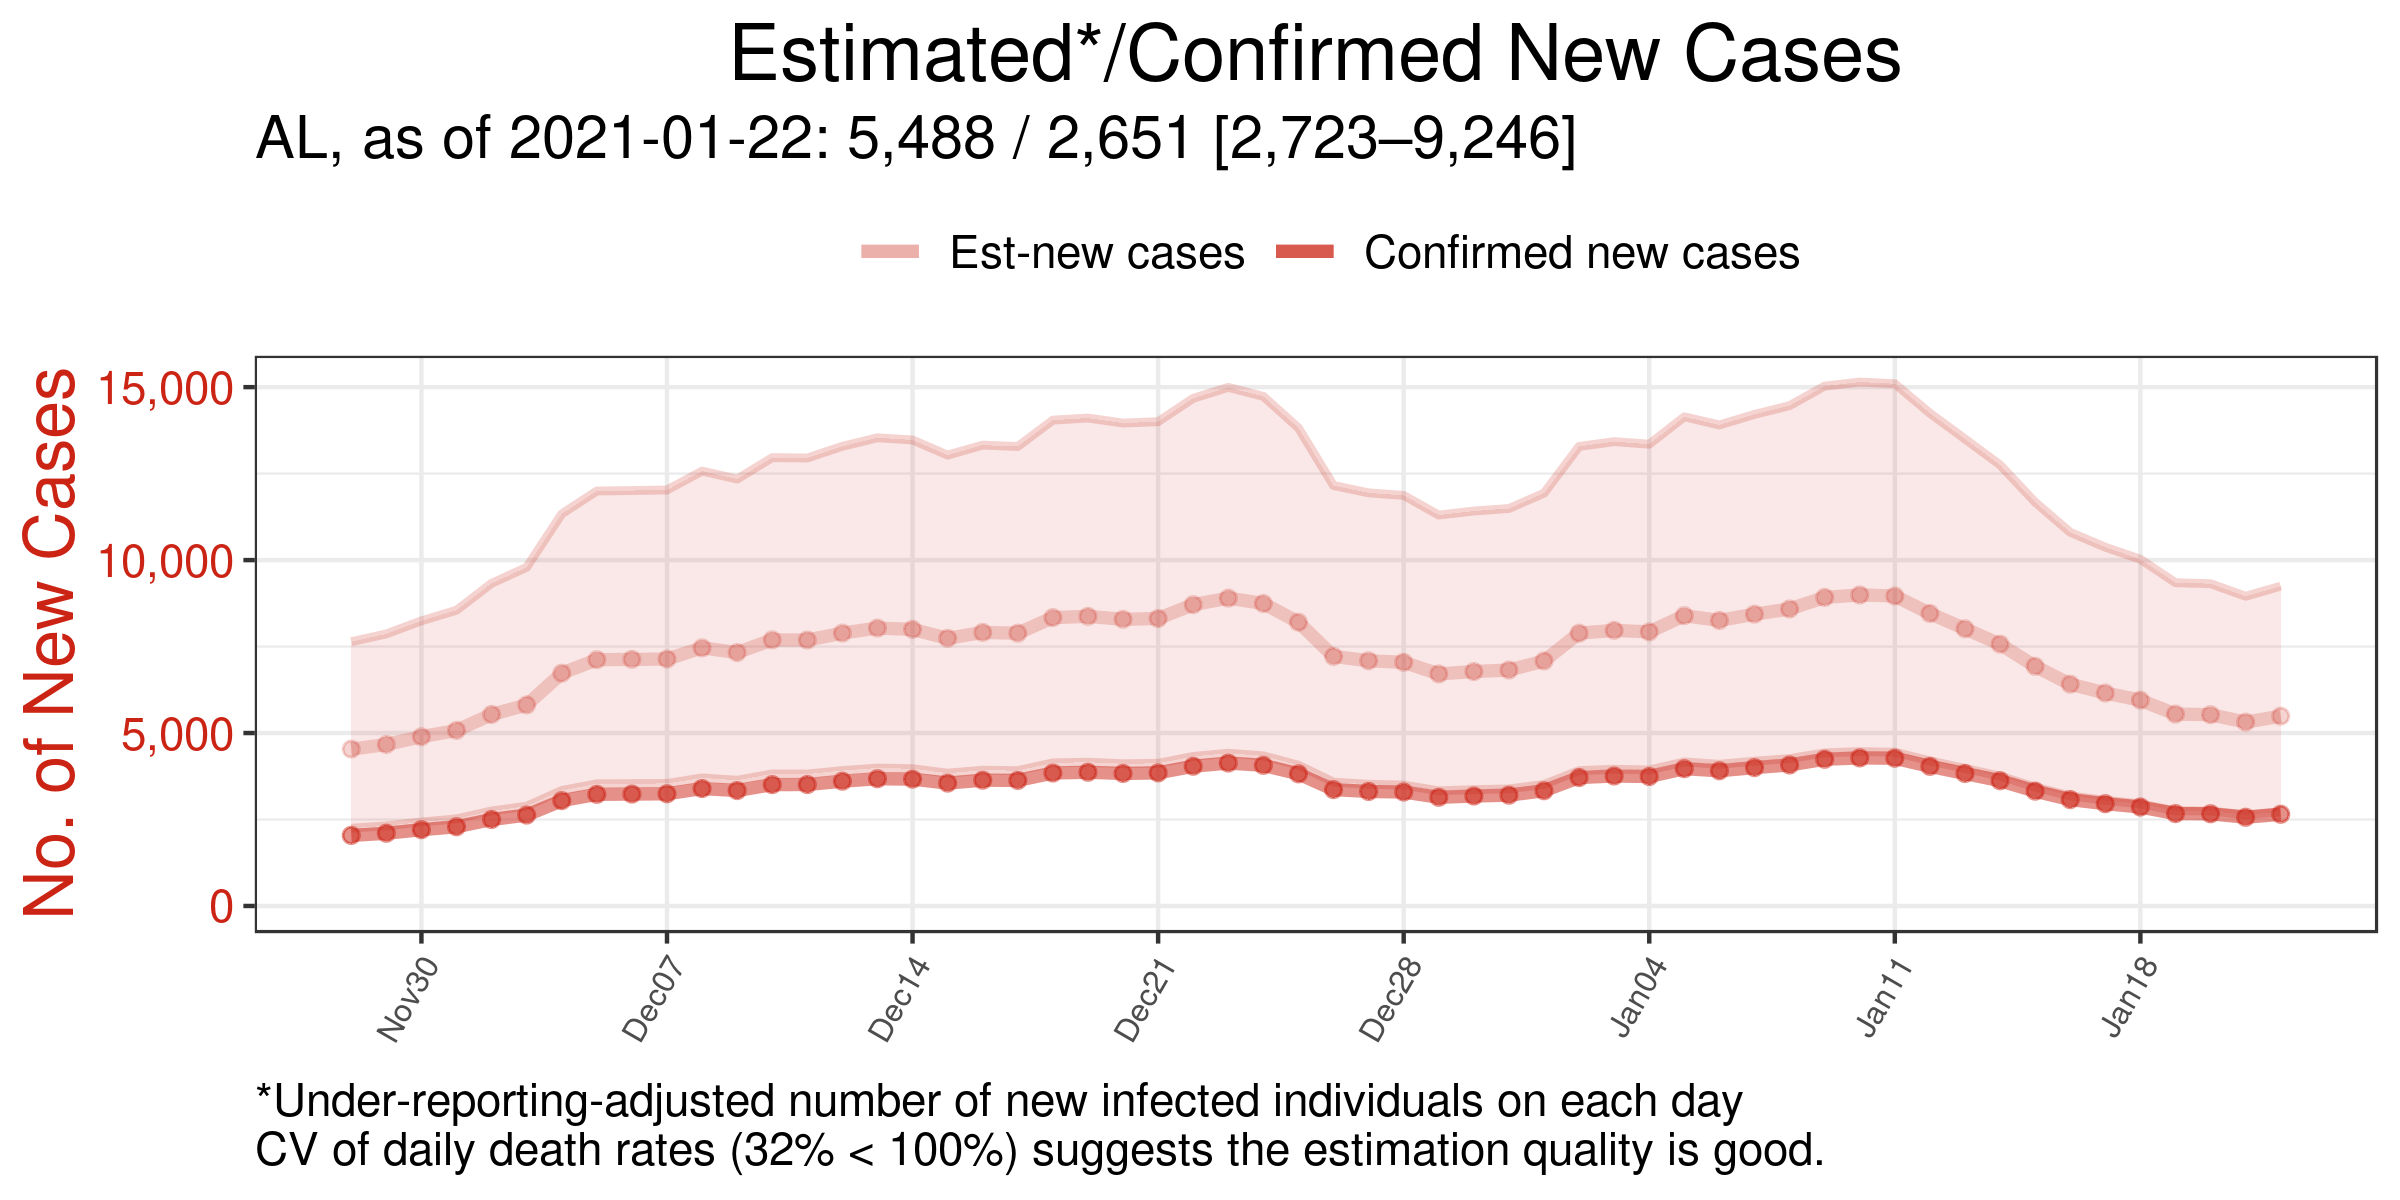 Estimated*/Confirmed New Cases
AL, as of 2021-01-22: 5,488 / 2,651 [2,723–9,246]
Est-new cases
Confirmed new cases
No. of New Cases
15,000
10,000
5,000
0
Nov30
Dec07
Dec14
Dec21
Dec28
Jan04
Jan11
Jan18
*Under-reporting-adjusted number of new infected individuals on each day
CV of daily death rates (32% < 100%) suggests the estimation quality is good.